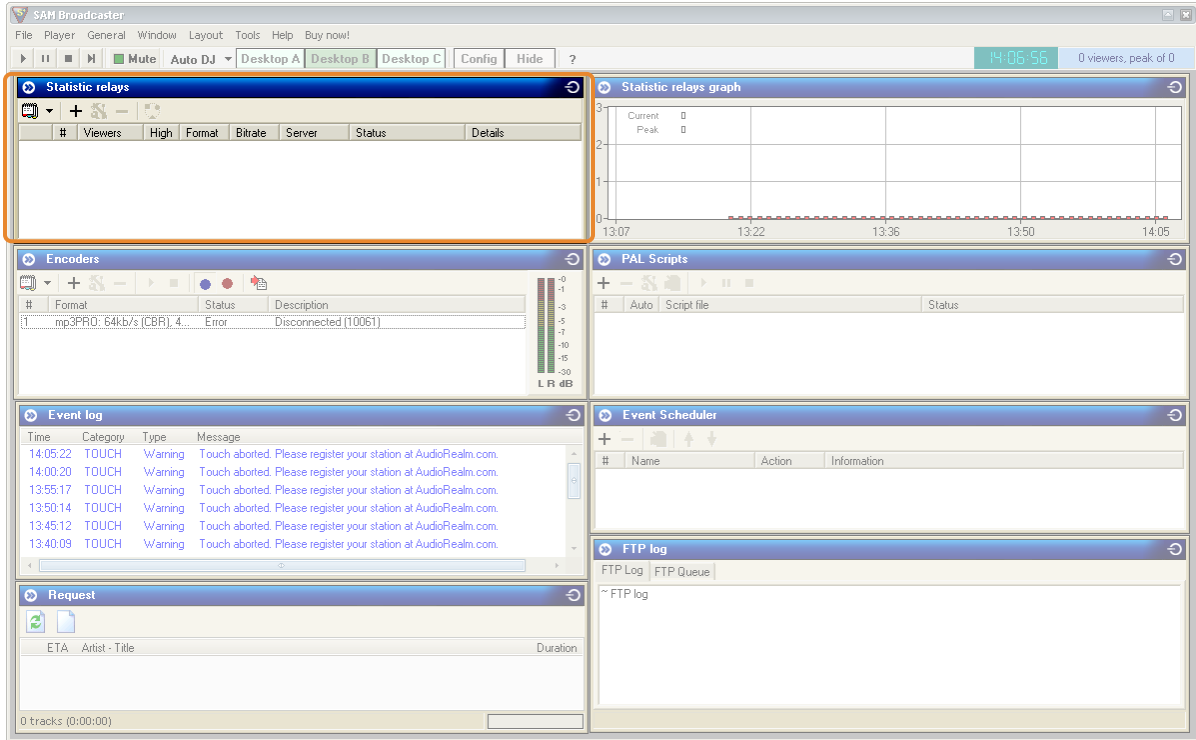 SAM Broadcaster
File Player General Window Layout Tools Help Buy now!
Mute Auto DJ Desktop A Desktop B Desktop C Config Hide ? 14:06:56 0 viewers, peak of 0
Statistic relays
# Viewers High Format Bitrate Server Status Details
Statistic relays graph
Current 0
Peak 0
3
2
1
0
13:07 13:22 13:36 13:50 14:05
Encoders
# Format Status Description
1 mp3PRO: 64kb/s (CBR), 4... Error Disconnected (10061)
-0
-1
-3
-5
-7
-10
-15
-30
L R dB
PAL Scripts
# Auto Script file Status
Event log
Time Category Type Message
14:05:22 TOUCH Warning Touch aborted. Please register your station at AudioRealm.com.
14:00:20 TOUCH Warning Touch aborted. Please register your station at AudioRealm.com.
13:55:17 TOUCH Warning Touch aborted. Please register your station at AudioRealm.com.
13:50:14 TOUCH Warning Touch aborted. Please register your station at AudioRealm.com.
13:45:12 TOUCH Warning Touch aborted. Please register your station at AudioRealm.com.
13:40:09 TOUCH Warning Touch aborted. Please register your station at AudioRealm.com.
Event Scheduler
# Name Action Information
Request
ETA Artist - Title Duration
0 tracks (0:00:00)
FTP log
FTP Log FTP Queue
~ FTP log